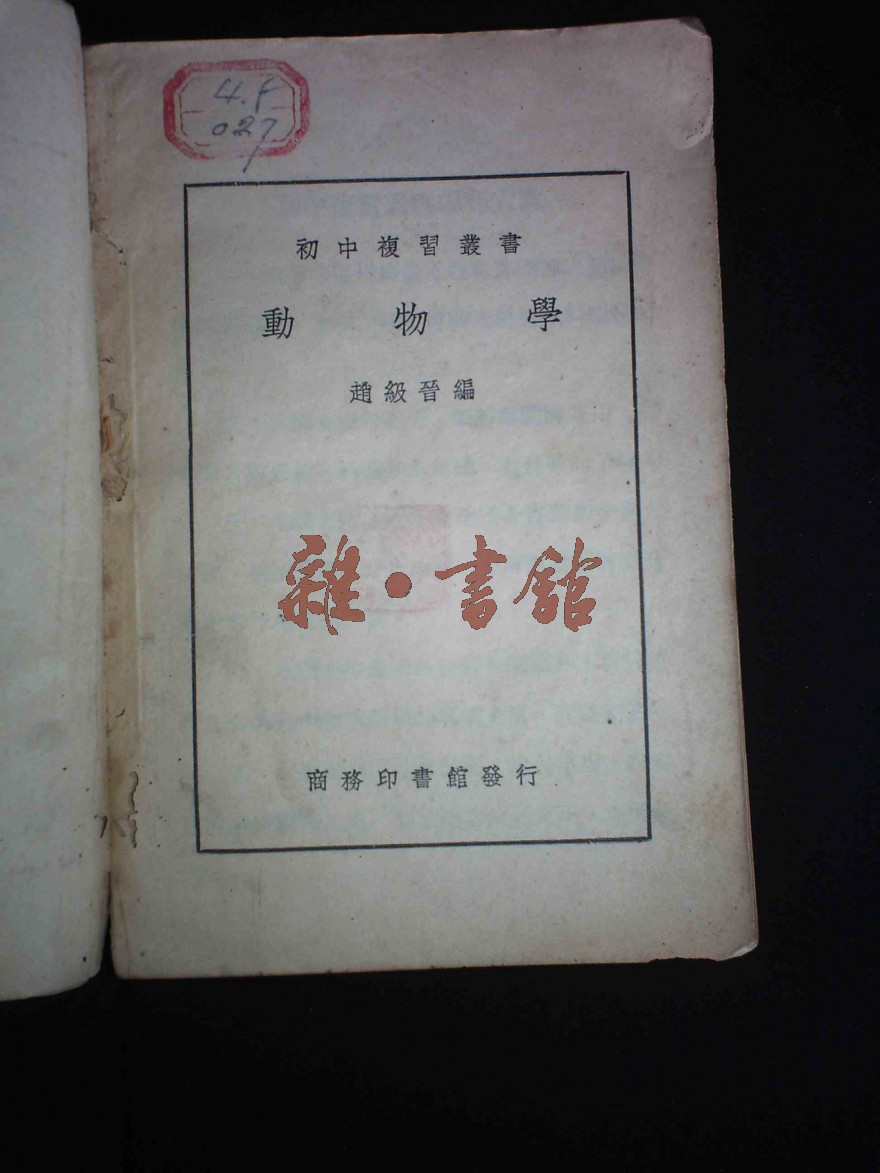 4.f
027
初中複習叢書
動物學
趙級晉編
雜·書館
商務印書館發行